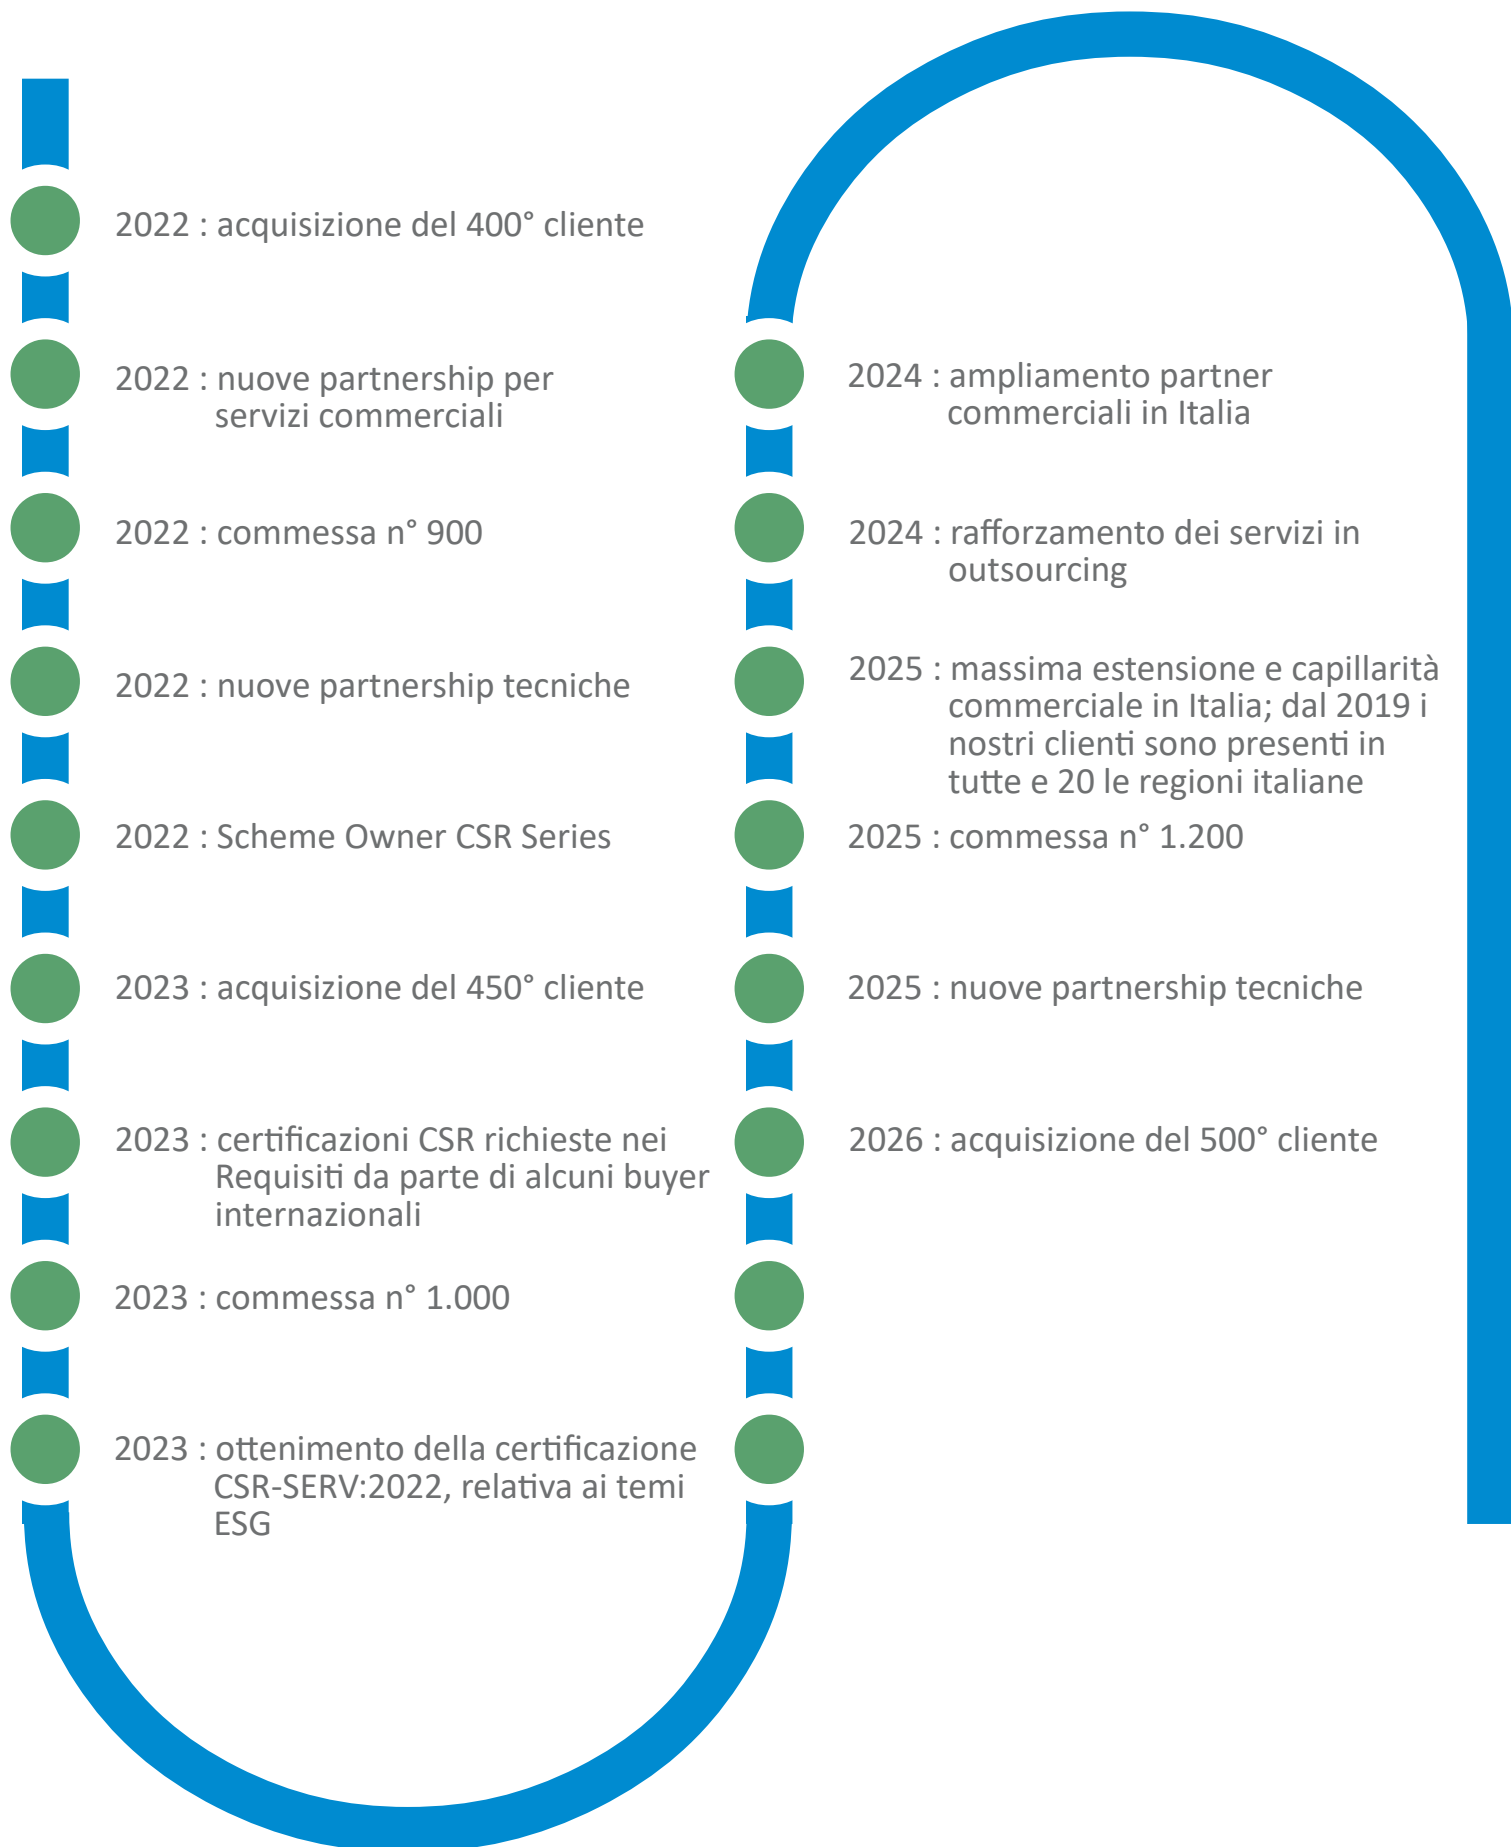 2022 : acquisizione del 400° cliente
2022 : nuove partnership per
servizi commerciali
2022 : commessa n° 900
2022 : nuove partnership tecniche
2022 : Scheme Owner CSR Series
2023 : acquisizione del 450° cliente
2023 : certificazioni CSR richieste nei
Requisiti da parte di alcuni buyer
internazionali
2023 : commessa n° 1.000
2023 : ottenimento della certificazione
CSR-SERV:2022, relativa ai temi
ESG
2024 : ampliamento partner
commerciali in Italia
2024 : rafforzamento dei servizi in
outsourcing
2025 : massima estensione e capillarità
commerciale in Italia; dal 2019 i
nostri clienti sono presenti in
tutte e 20 le regioni italiane
2025 : commessa n° 1.200
2025 : nuove partnership tecniche
2026 : acquisizione del 500° cliente